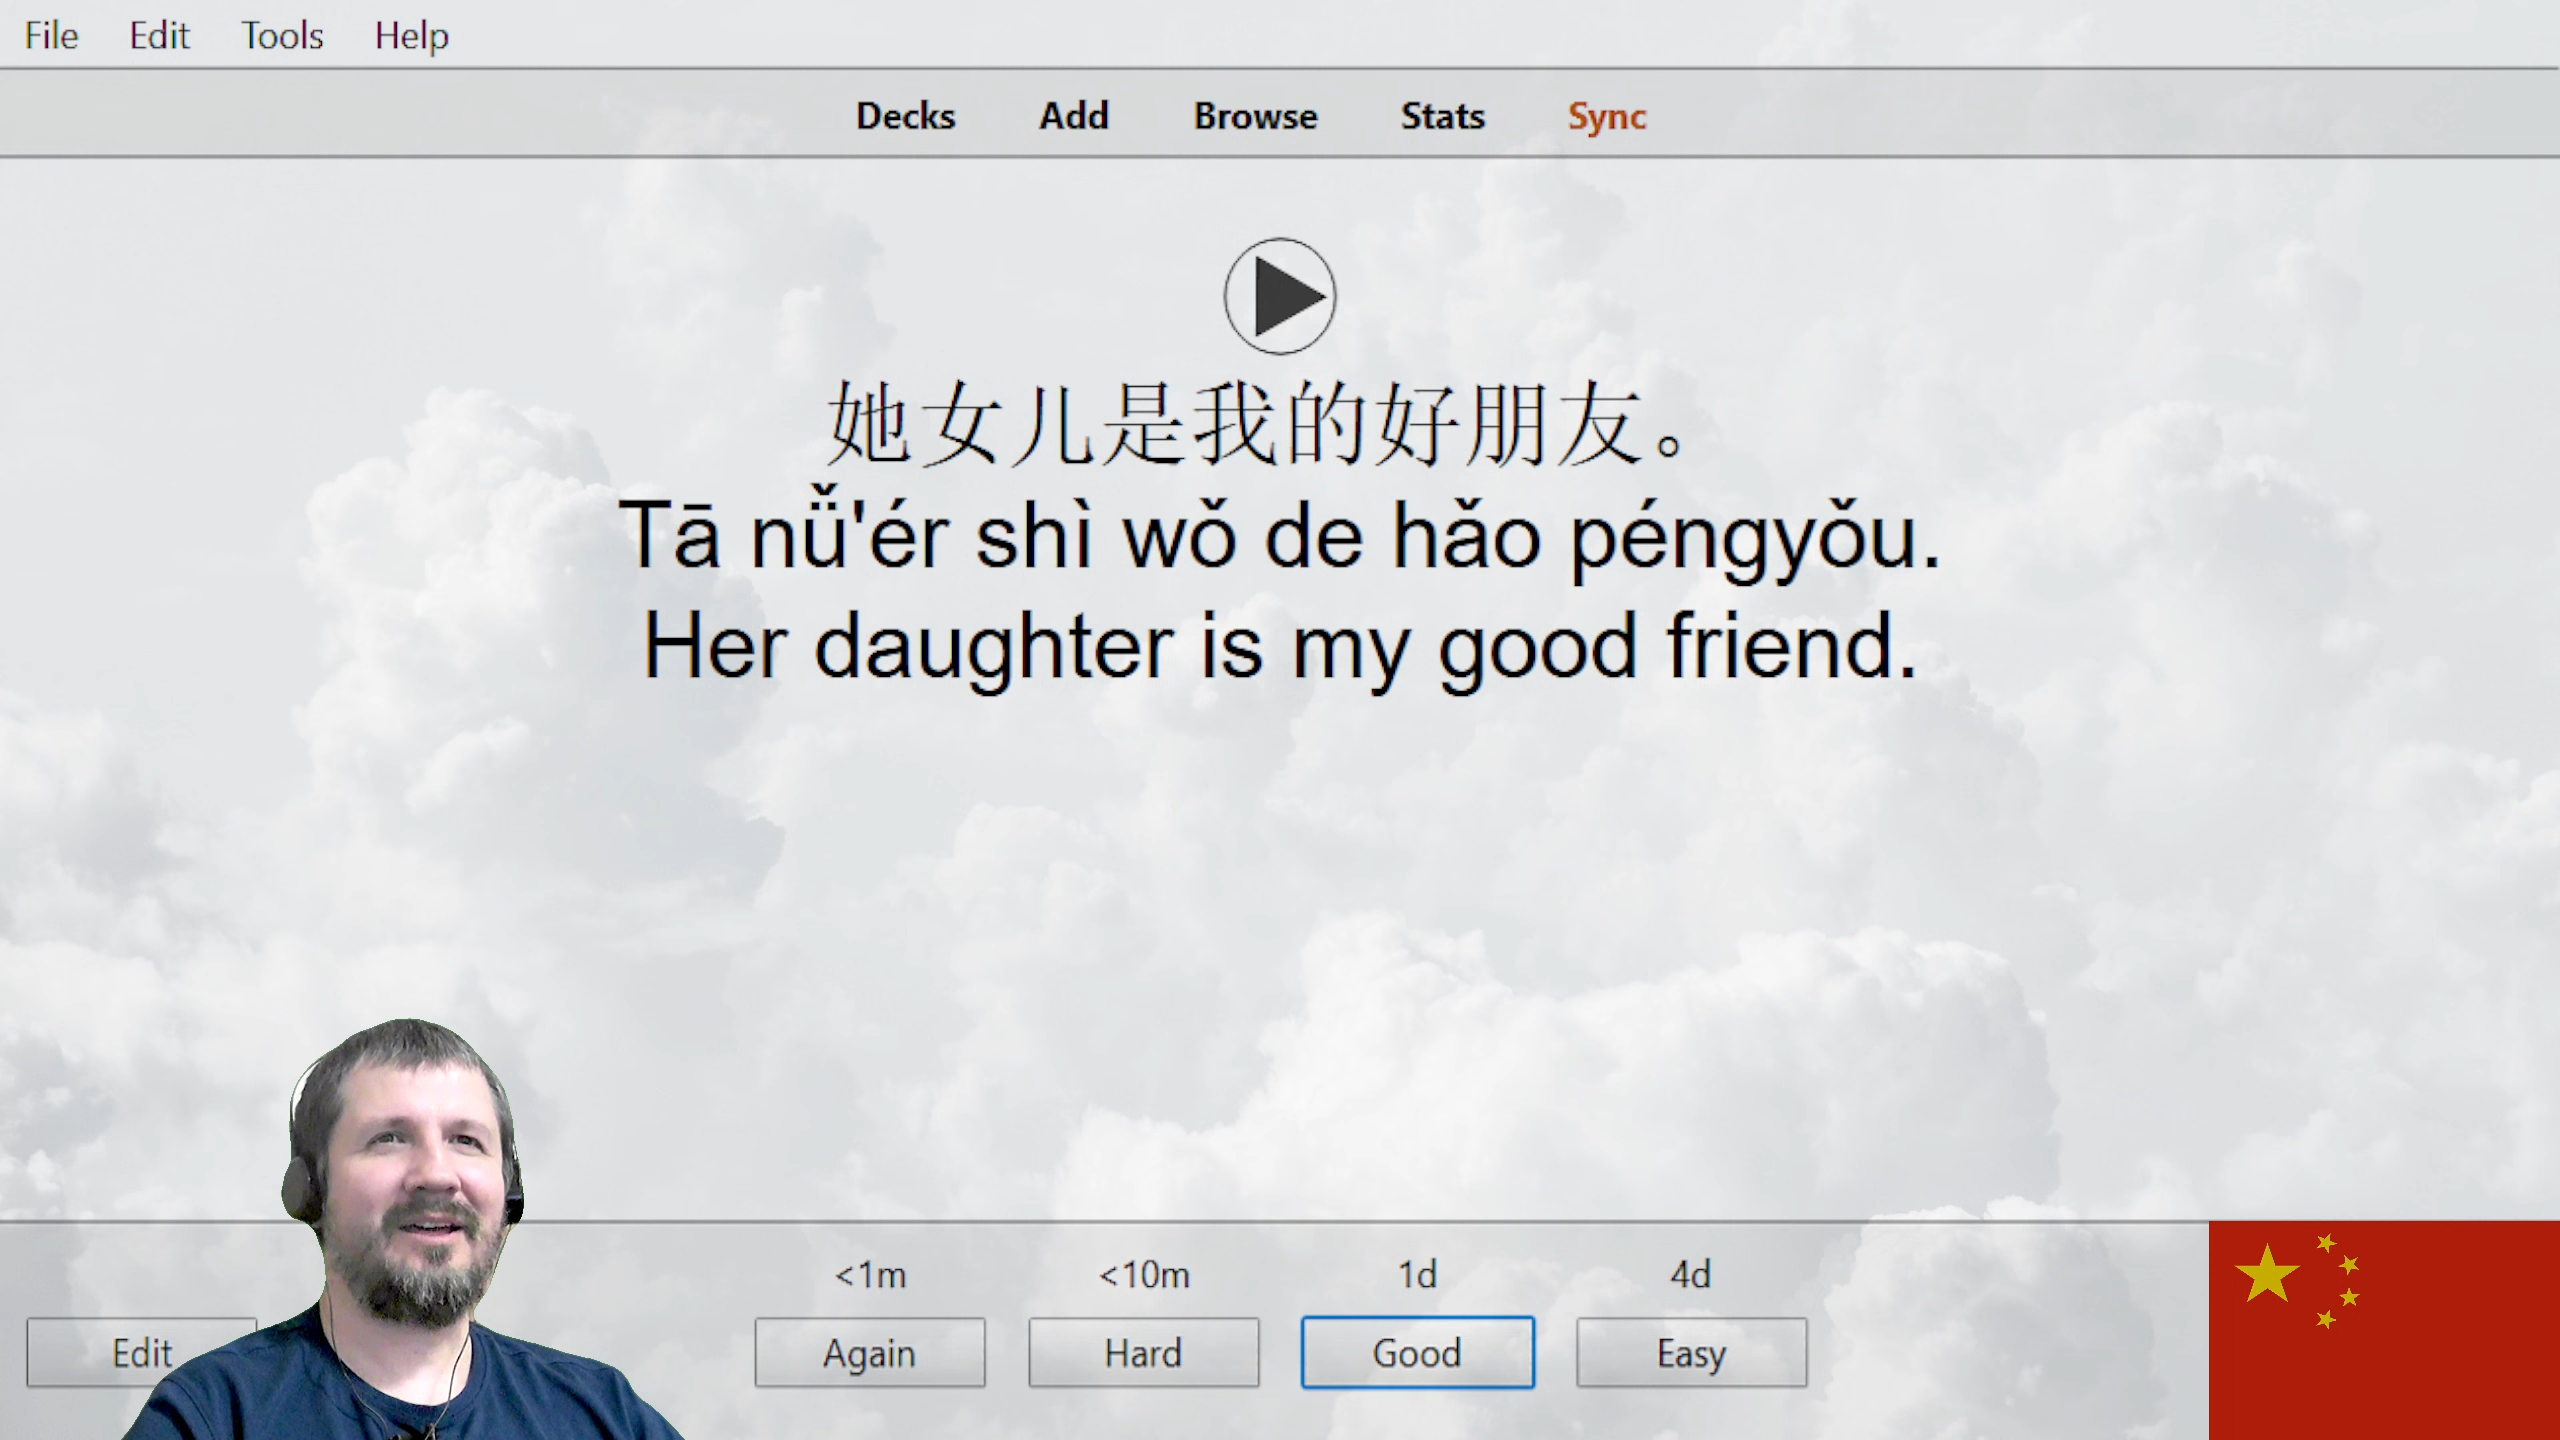 File Edit Tools Help
Decks Add Browse Stats Sync
她女儿是我的好朋友。
Tā nǚ'ér shì wǒ de hǎo péngyǒu.
Her daughter is my good friend.
<1m <10m 1d 4d
Edit Again Hard Good Easy